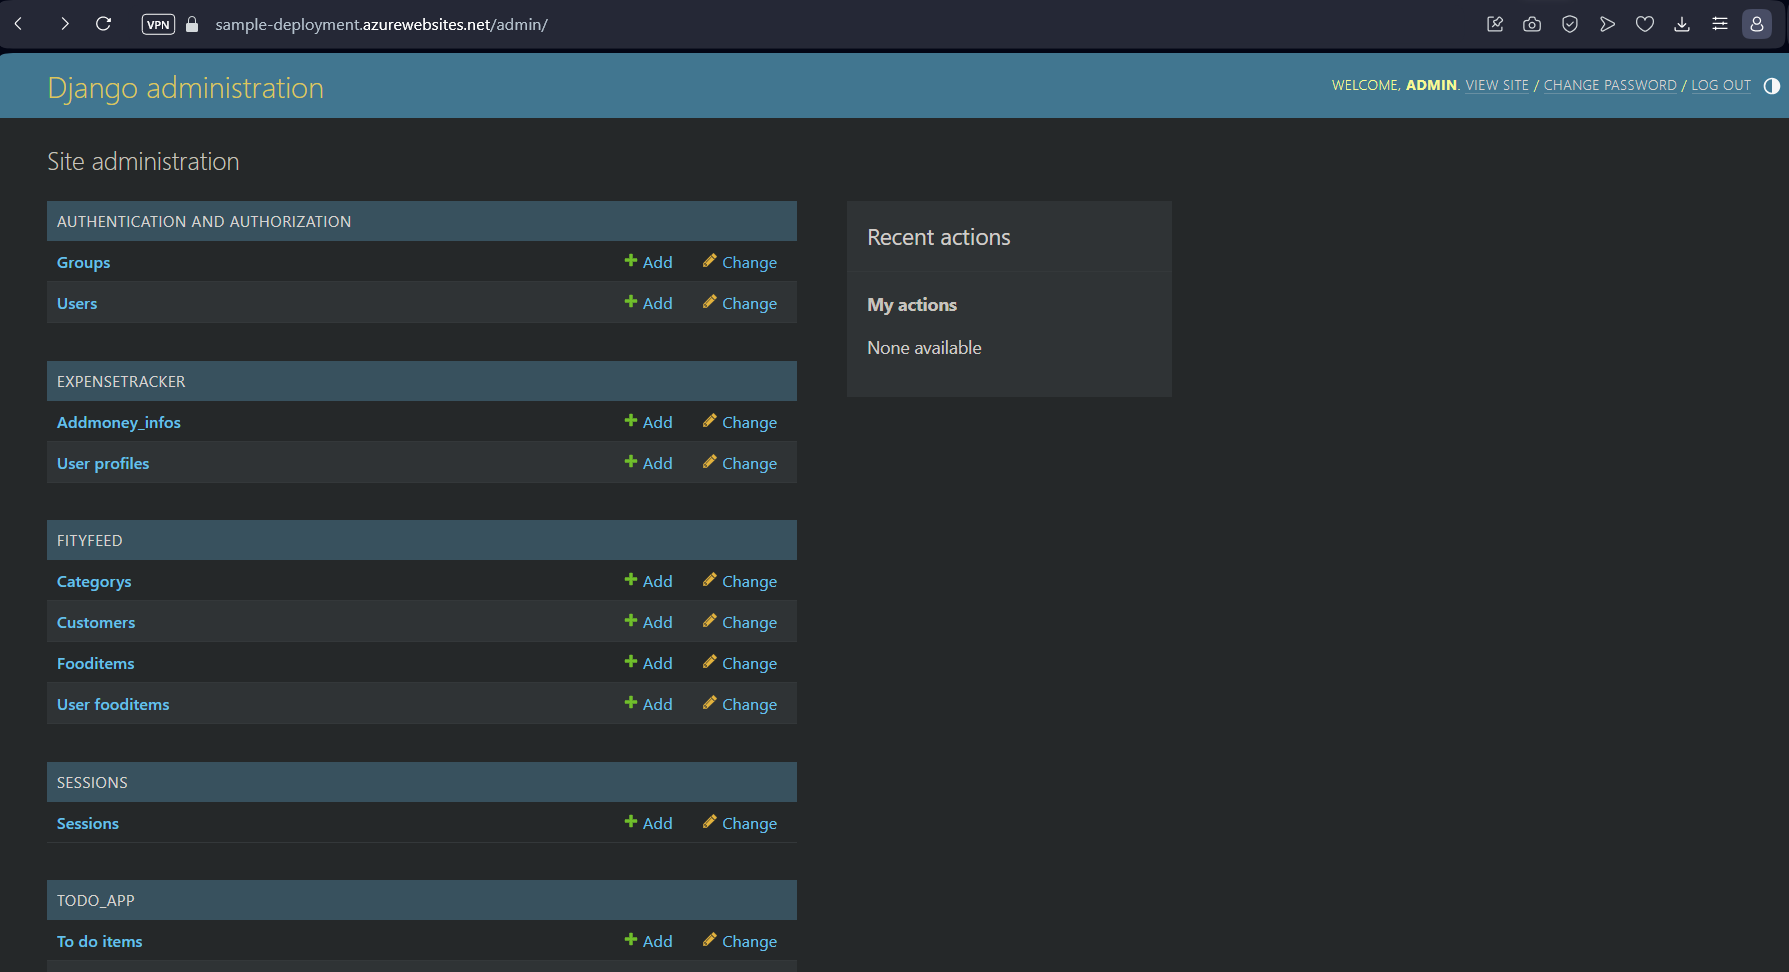 VPN sample-deployment.azurewebsites.net/admin/
Django administration
WELCOME, ADMIN. VIEW SITE / CHANGE PASSWORD / LOG OUT
Site administration
AUTHENTICATION AND AUTHORIZATION
Groups Add Change
Users Add Change
EXPENSETRACKER
Addmoney_infos Add Change
User profiles Add Change
FITYFEED
Categorys Add Change
Customers Add Change
Fooditems Add Change
User fooditems Add Change
SESSIONS
Sessions Add Change
TODO_APP
To do items Add Change
Recent actions
My actions
None available